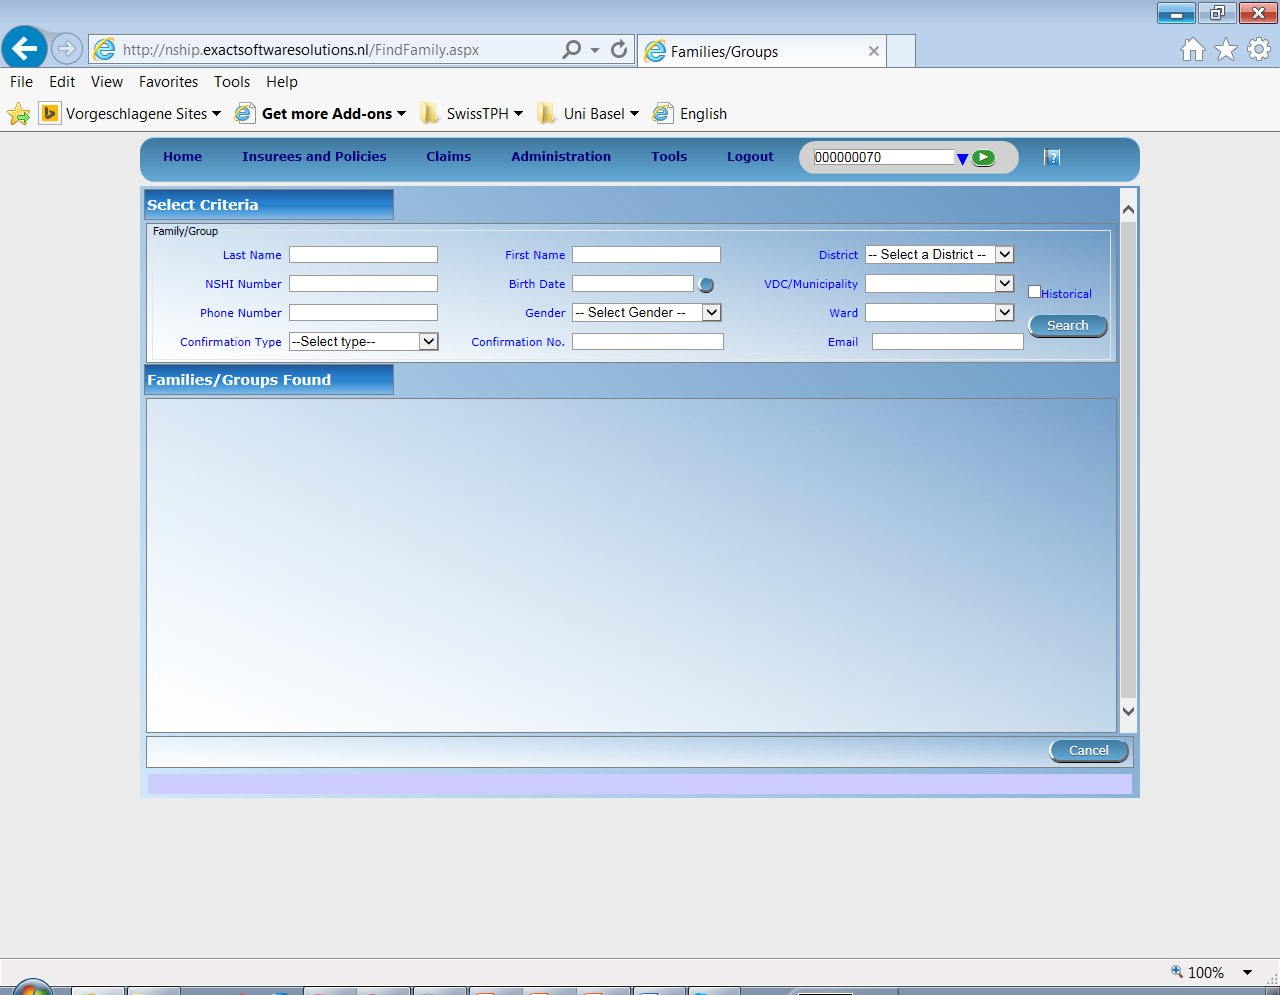 http://nship.exactsoftwaresolutions.nl/FindFamily.aspx
Families/Groups
File Edit View Favorites Tools Help
Vorgeschlagene Sites Get more Add-ons SwissTPH Uni Basel English
Home Insurees and Policies Claims Administration Tools Logout 000000070
Select Criteria
Family/Group
Last Name First Name District -- Select a District --
NSHI Number Birth Date VDC/Municipality
Historical
Phone Number Gender -- Select Gender -- Ward
Search
Confirmation Type --Select type-- Confirmation No. Email
Families/Groups Found
Cancel
100%